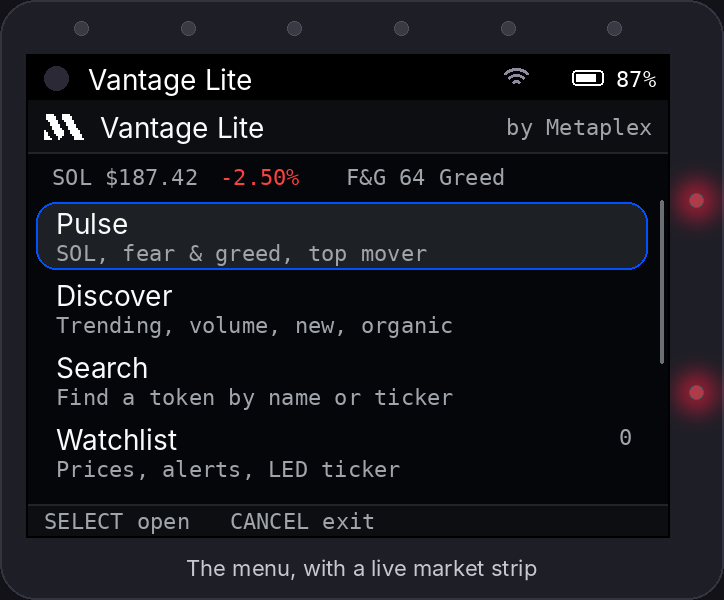 Vantage Lite
87%
Vantage Lite
by Metaplex
SOL $187.42 -2.50% F&G 64 Greed
Pulse
SOL, fear & greed, top mover
Discover
Trending, volume, new, organic
Search
Find a token by name or ticker
Watchlist
0
Prices, alerts, LED ticker
SELECT open CANCEL exit
The menu, with a live market strip